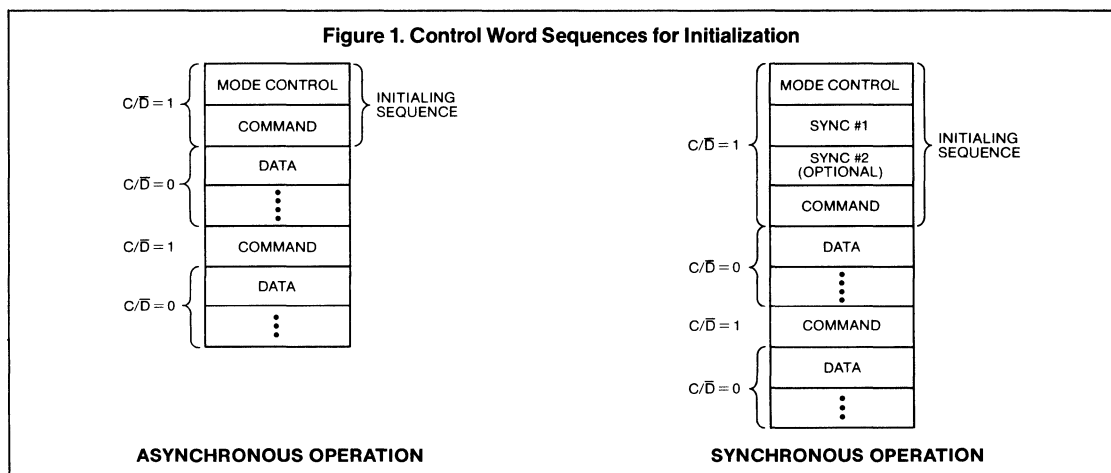 Figure 1. Control Word Sequences for Initialization
C/D̅ = 1
MODE CONTROL
COMMAND
INITIALING
SEQUENCE
C/D̅ = 0
DATA
C/D̅ = 1
COMMAND
C/D̅ = 0
DATA
ASYNCHRONOUS OPERATION
C/D̅ = 1
MODE CONTROL
SYNC #1
SYNC #2
(OPTIONAL)
COMMAND
INITIALING
SEQUENCE
C/D̅ = 0
DATA
C/D̅ = 1
COMMAND
C/D̅ = 0
DATA
SYNCHRONOUS OPERATION